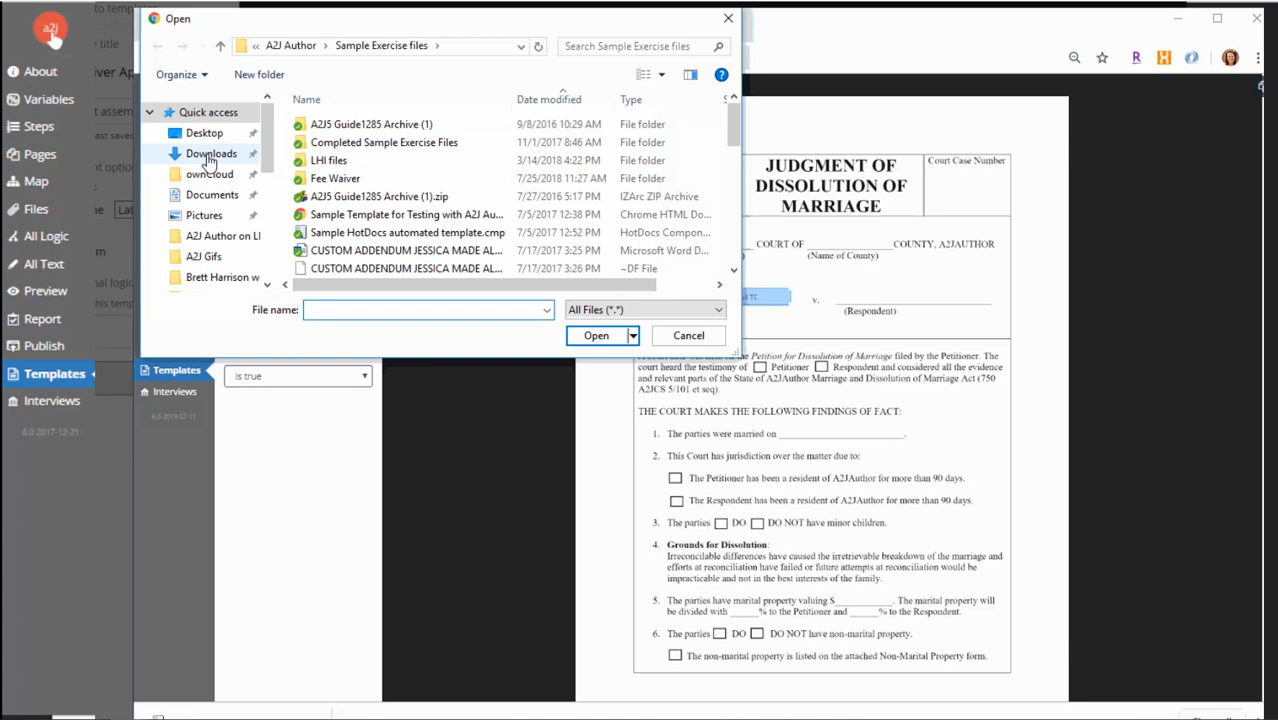 a2j
About
Variables
Steps
Pages
Map
Files
All Logic
All Text
Preview
Report
Publish
Templates
Interviews
6.0 2017-12-21
to templates
title
Open
A2J Author
Sample Exercise files
Search Sample Exercise files
Organize
New folder
Name
Date modified
Type
Quick access
Desktop
Downloads
owncloud
Documents
Pictures
A2J Author on LI
A2J Gifs
Brett Harrison w
A2J5 Guide1285 Archive (1) 9/8/2016 10:29 AM File folder
Completed Sample Exercise Files 11/1/2017 8:46 AM File folder
LHI files 3/14/2018 4:22 PM File folder
Fee Waiver 7/25/2018 11:27 AM File folder
A2J5 Guide1285 Archive (1).zip 7/27/2016 5:17 PM IZArc ZIP Archive
Sample Template for Testing with A2J Au... 7/5/2017 12:38 PM Chrome HTML Do...
Sample HotDocs automated template.cmp 7/5/2017 12:52 PM HotDocs Compon...
CUSTOM ADDENDUM JESSICA MADE AL... 7/17/2017 3:25 PM Microsoft Word D...
CUSTOM ADDENDUM JESSICA MADE AL... 7/17/2017 3:26 PM ~DF File
File name:
All Files (*.*)
Open
Cancel
Templates
Interviews
6.0 2019-02-11
is true
JUDGMENT OF
DISSOLUTION OF
MARRIAGE
Court Case Number
COURT OF ____________ COUNTY, A2JAUTHOR
(Name of County)
v.
(Respondent)
Petition for Dissolution of Marriage filed by the Petitioner. The
court heard the testimony of Petitioner Respondent and considered all the evidence
and relevant parts of the State of A2JAuthor Marriage and Dissolution of Marriage Act (750
A2JCS 5/101 et seq).
THE COURT MAKES THE FOLLOWING FINDINGS OF FACT:
1. The parties were married on ____________.
2. This Court has jurisdiction over the matter due to:
The Petitioner has been a resident of A2JAuthor for more than 90 days.
The Respondent has been a resident of A2JAuthor for more than 90 days.
3. The parties DO DO NOT have minor children.
4. Grounds for Dissolution:
Irreconcilable differences have caused the irretrievable breakdown of the marriage and
efforts at reconciliation have failed or future attempts at reconciliation would be
impracticable and not in the best interests of the family.
5. The parties have marital property valuing $__________. The marital property will
be divided with _____% to the Petitioner and _____% to the Respondent.
6. The parties DO DO NOT have non-marital property.
The non-marital property is listed on the attached Non-Marital Property form.